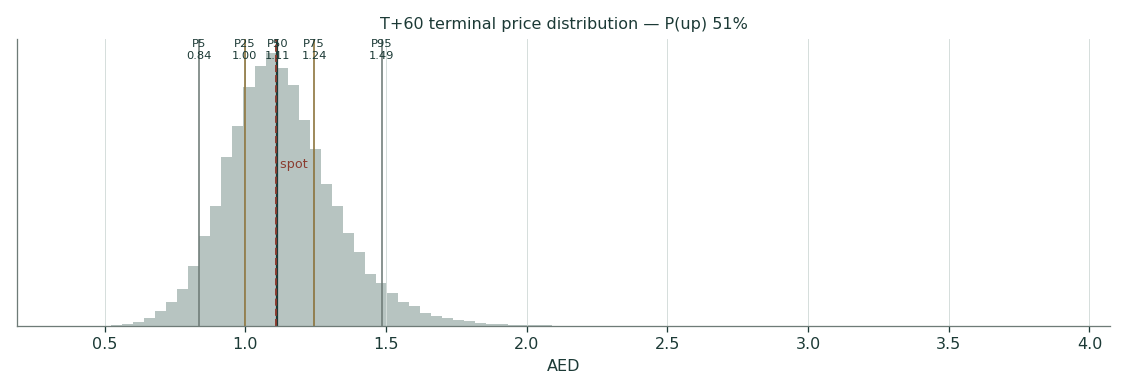 T+60 terminal price distribution — P(up) 51%
P5 P25 P50 P75 P95
0.84 1.00 1.11 1.24 1.49
spot
0.5 1.0 1.5 2.0 2.5 3.0 3.5 4.0
AED